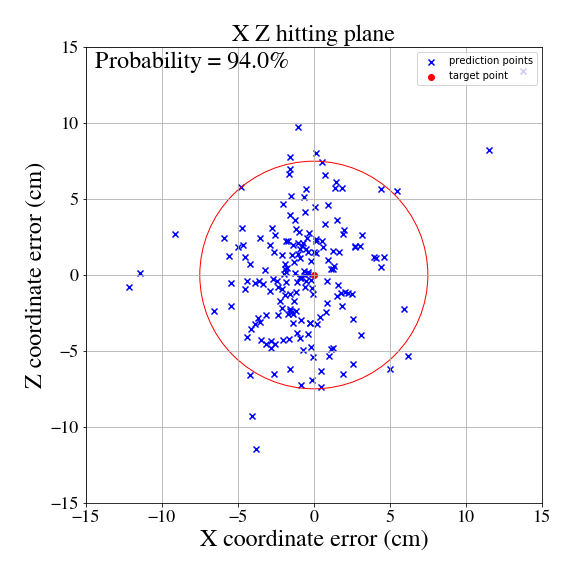 X Z hitting plane
Probability = 94.0%
prediction points
target point
15
10
5
0
−5
−10
−15
Z coordinate error (cm)
−15
−10
−5
0
5
10
15
X coordinate error (cm)